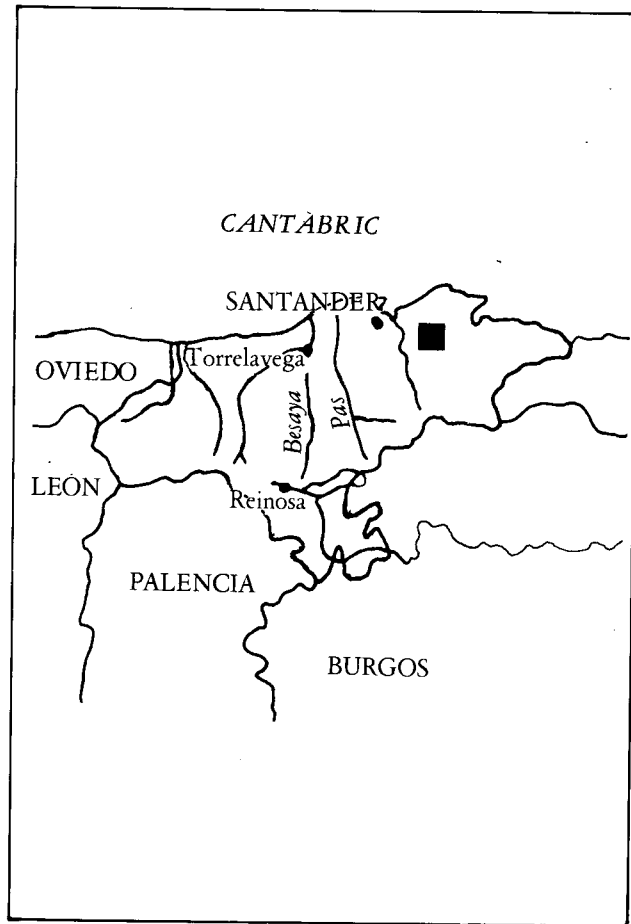 CANTÀBRIC
SANTANDER
Torrelavega
OVIEDO
Besaya
Pas
LEÓN
Reinosa
PALENCIA
BURGOS